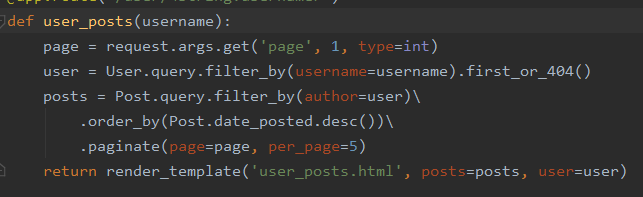 def user_posts(username):
    page = request.args.get('page', 1, type=int)
    user = User.query.filter_by(username=username).first_or_404()
    posts = Post.query.filter_by(author=user)\
        .order_by(Post.date_posted.desc())\
        .paginate(page=page, per_page=5)
    return render_template('user_posts.html', posts=posts, user=user)